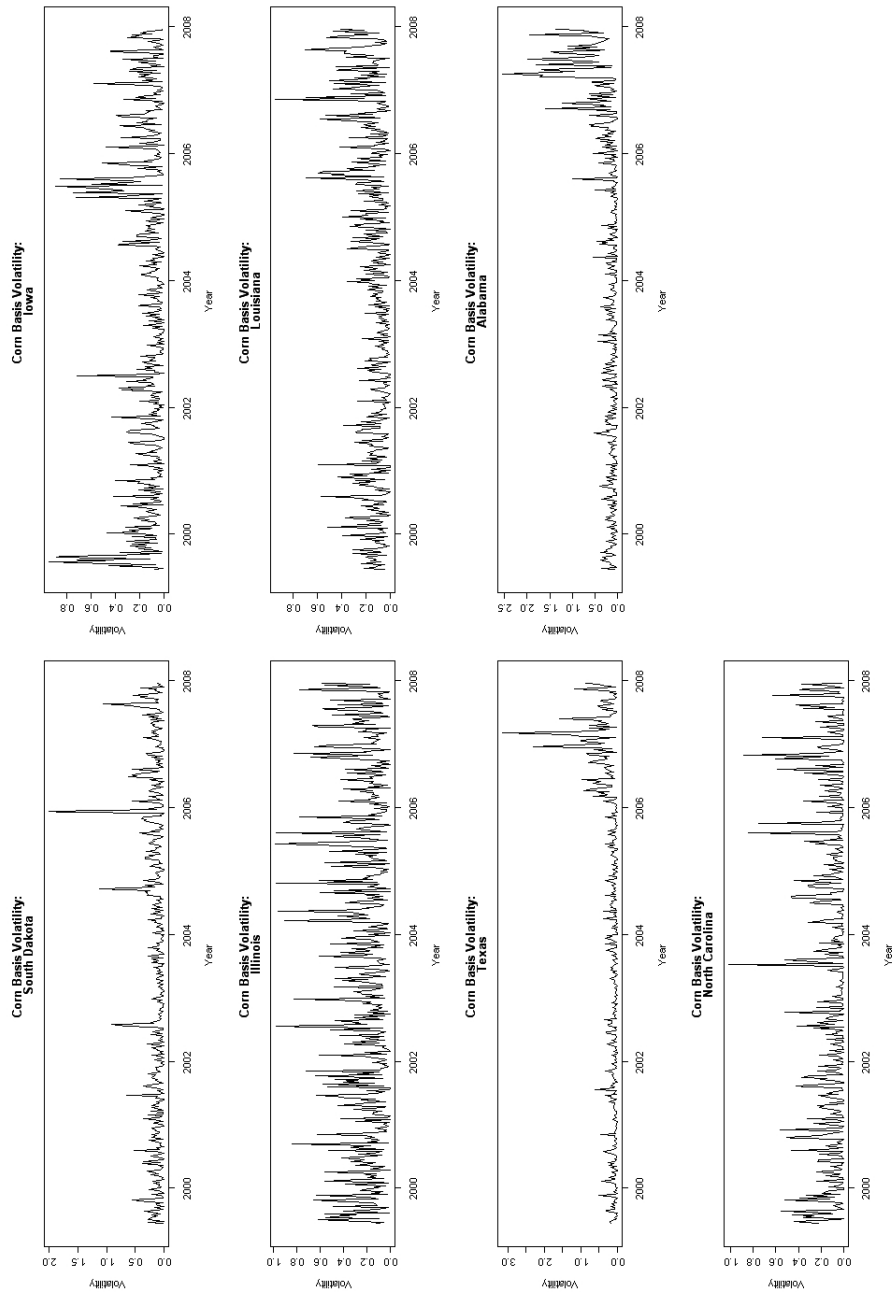 Corn Basis Volatility:
South Dakota
Volatility
2.0
1.5
1.0
0.5
0.0
2000 2002 2004 2006 2008
Year
Corn Basis Volatility:
Iowa
Volatility
0.8
0.6
0.4
0.2
0.0
2000 2002 2004 2006 2008
Year
Corn Basis Volatility:
Illinois
Volatility
1.0
0.8
0.6
0.4
0.2
0.0
2000 2002 2004 2006 2008
Year
Corn Basis Volatility:
Louisiana
Volatility
0.8
0.6
0.4
0.2
0.0
2000 2002 2004 2006 2008
Year
Corn Basis Volatility:
Texas
Volatility
3.0
2.0
1.0
0.0
2000 2002 2004 2006 2008
Year
Corn Basis Volatility:
Alabama
Volatility
2.5
2.0
1.5
1.0
0.5
0.0
2000 2002 2004 2006 2008
Year
Corn Basis Volatility:
North Carolina
Volatility
1.0
0.8
0.6
0.4
0.2
0.0
2000 2002 2004 2006 2008
Year